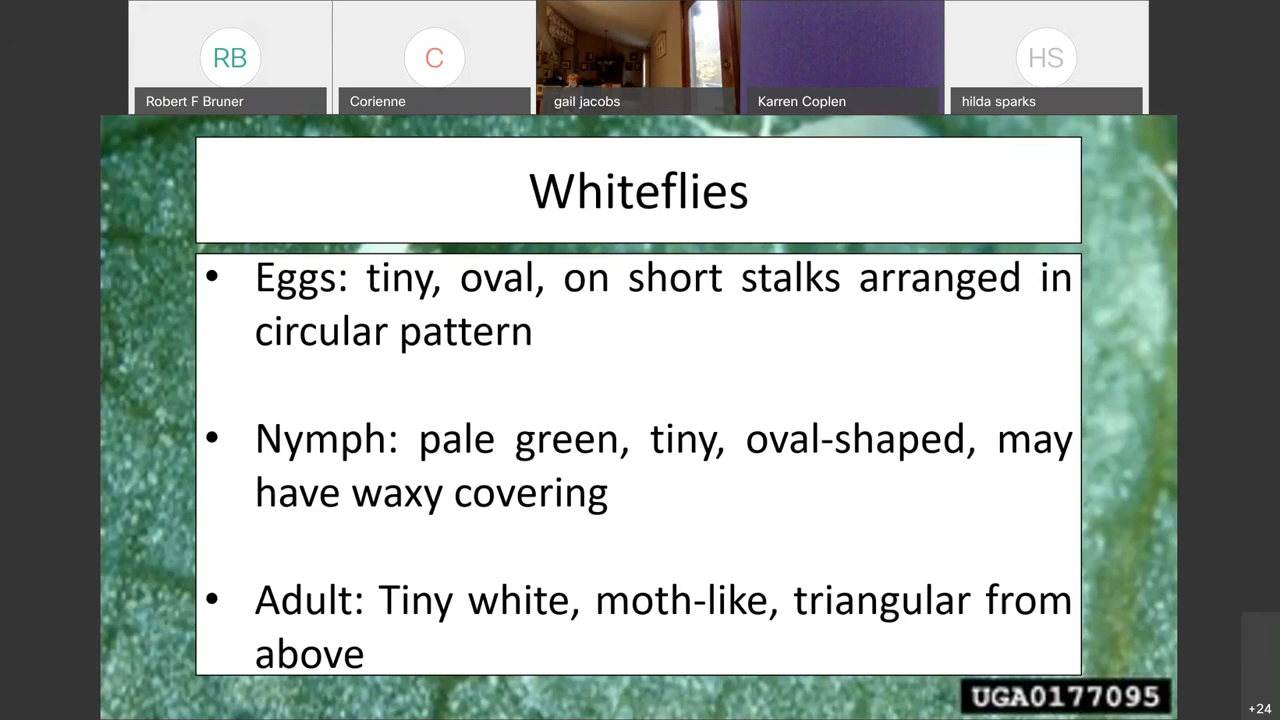 RB
C
HS
Robert F Bruner
Corienne
gail jacobs
Karren Coplen
hilda sparks
Whiteflies
• Eggs: tiny, oval, on short stalks arranged in
circular pattern
• Nymph: pale green, tiny, oval-shaped, may
have waxy covering
• Adult: Tiny white, moth-like, triangular from
above
UGA0177095
+24